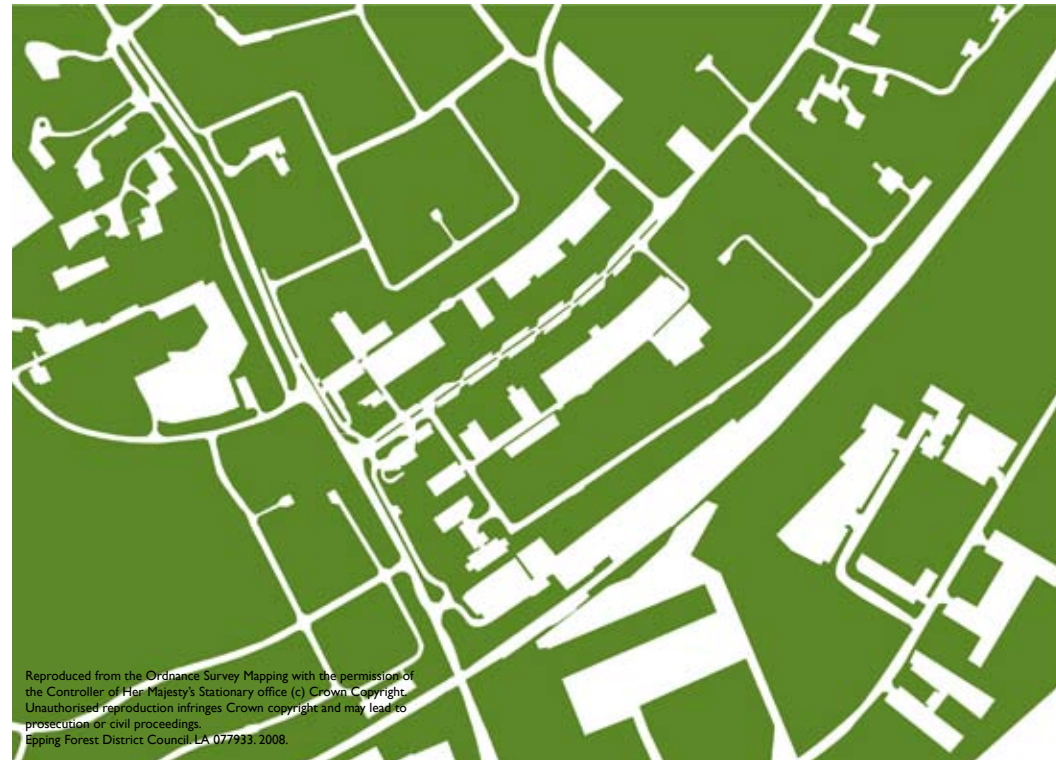 Reproduced from the Ordnance Survey Mapping with the permission of
the Controller of Her Majesty's Stationary office (c) Crown Copyright.
Unauthorised reproduction infringes Crown copyright and may lead to
prosecution or civil proceedings.
Epping Forest District Council. LA 077933. 2008.